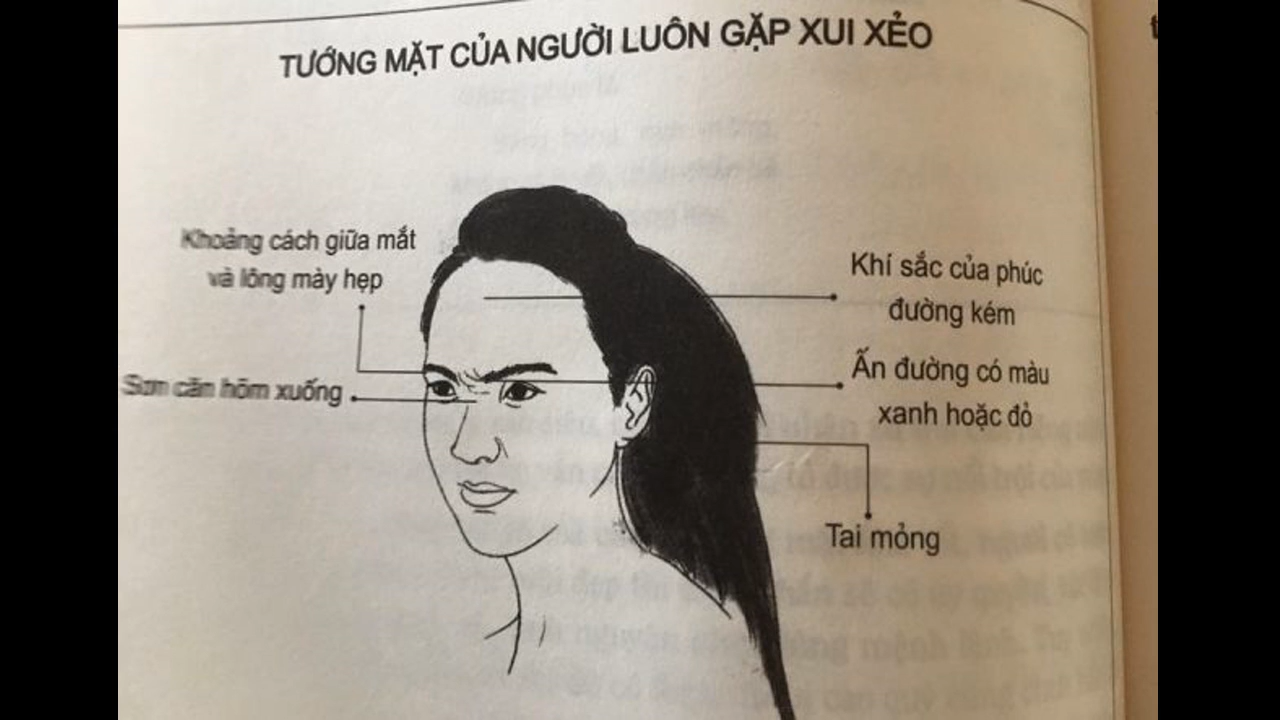 TƯỚNG MẶT CỦA NGƯỜI LUÔN GẶP XUI XẺO
Khoảng cách giữa mắt
và lông mày hẹp
Sơn căn hõm xuống
Khí sắc của phúc
đường kém
Ấn đường có màu
xanh hoặc đỏ
Tai mỏng